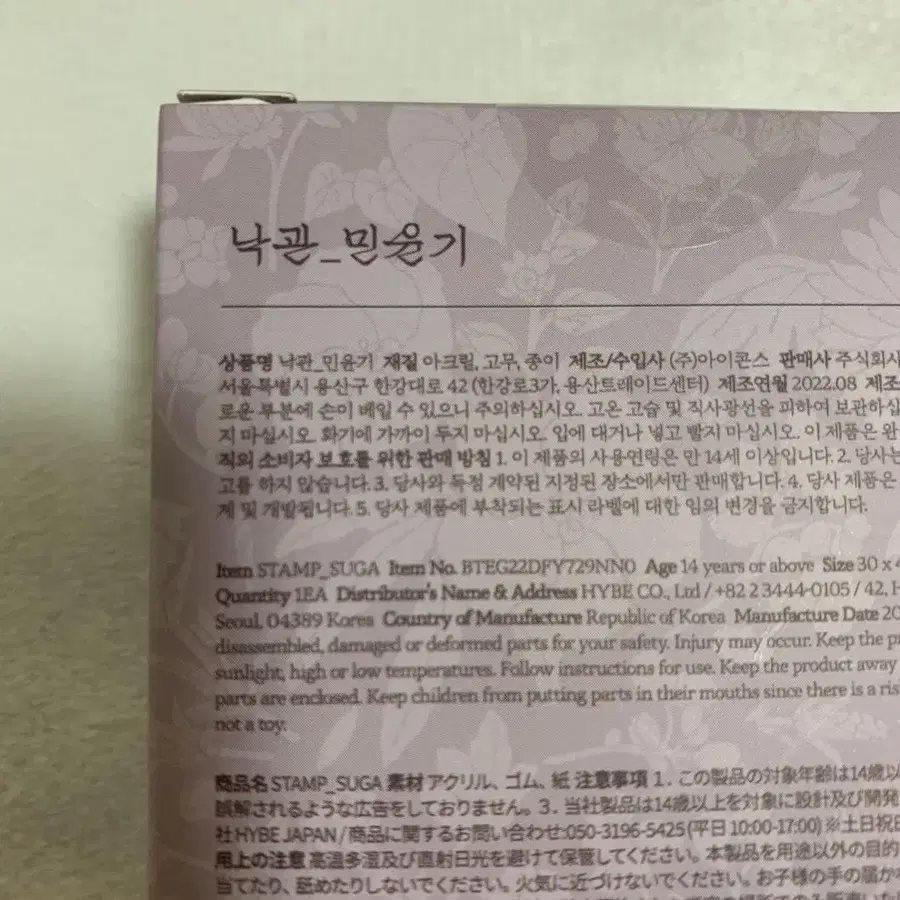 낙관_민윤기
상품명 낙관_민윤기 재질 아크릴, 고무, 종이 제조/수입사 (주)아이콘스 판매사 주식회사
서울특별시 용산구 한강대로 42 (한강로3가, 용산트레이드센터) 제조연월 2022.08 제조
로운 부분에 손이 베일 수 있으니 주의하십시오. 고온 고습 및 직사광선을 피하여 보관하십
지 마십시오. 화기에 가까이 두지 마십시오. 입에 대거나 넣고 빨지 마십시오. 이 제품은 완
직의 소비자 보호를 위한 판매 방침 1. 이 제품의 사용연령은 만 14세 이상입니다. 2. 당사는
고를 하지 않습니다. 3. 당사와 독점 계약된 지정된 장소에서만 판매합니다. 4. 당사 제품은
계 및 개발됩니다. 5. 당사 제품에 부착되는 표시 라벨에 대한 임의 변경을 금지합니다.
Item STAMP_SUGA Item No. BTEG22DFY729NN0 Age 14 years or above Size 30 x 4
Quantity 1EA Distributor's Name & Address HYBE CO., Ltd / +82 2 3444-0105 / 42, H
Seoul, 04389 Korea Country of Manufacture Republic of Korea Manufacture Date 20
disassembled, damaged or deformed parts for your safety. Injury may occur. Keep the pr
sunlight, high or low temperatures. Follow instructions for use. Keep the product away
parts are enclosed. Keep children from putting parts in their mouths since there is a ris
not a toy.
商品名 STAMP_SUGA 素材 アクリル、ゴム、紙 注意事項 1. この製品の対象年齢は14歳以
誤解されるような広告をしておりません。3. 当社製品は14歳以上を対象に設計及び開発
社 HYBE JAPAN / 商品に関するお問い合わせ:050-3196-5425 (平日 10:00-17:00) ※土日祝日
用上の注意 高温多湿及び直射日光を避けて保管してください。本製品を用途以外の目的
当てたり、舐めたりしないでください。火気に近づけないでください。お子様の手の届か